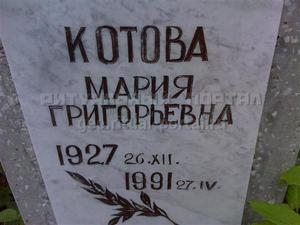 КОТОВА
МАРИЯ
ГРИГОРЬЕВНА
1927 26.XII.
1991 27.IV.